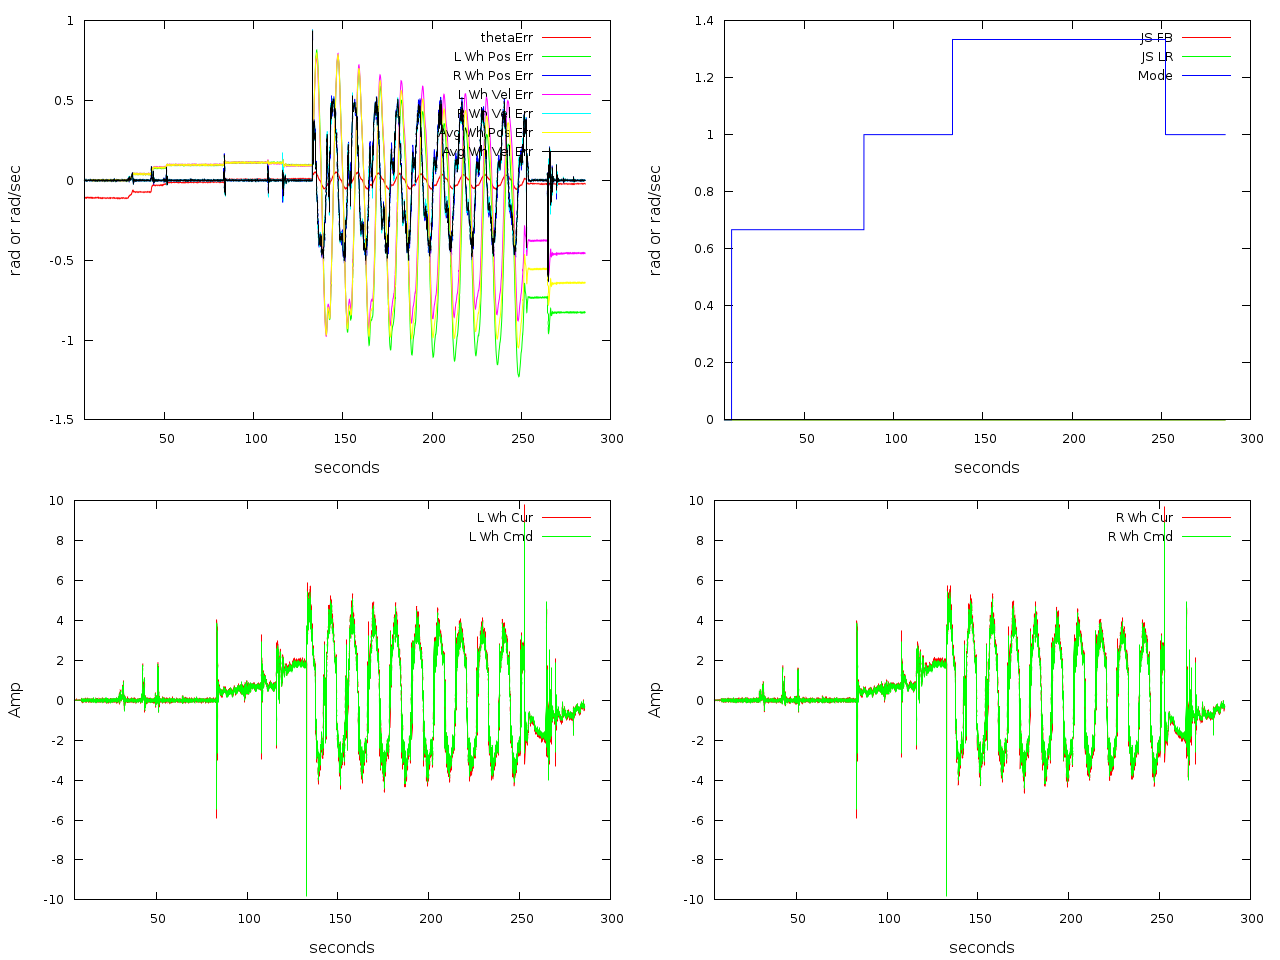 1
0.5
0
-0.5
-1
-1.5
rad or rad/sec
thetaErr
L Wh Pos Err
R Wh Pos Err
L Wh Vel Err
R Wh Vel Err
Avg Wh Pos Err
Avg Wh Vel Err
50 100 150 200 250 300
seconds
1.4
1.2
1
0.8
0.6
0.4
0.2
0
rad or rad/sec
JS FB
JS LR
Mode
50 100 150 200 250 300
seconds
10
8
6
4
2
0
-2
-4
-6
-8
-10
Amp
L Wh Cur
L Wh Cmd
50 100 150 200 250 300
seconds
10
8
6
4
2
0
-2
-4
-6
-8
-10
Amp
R Wh Cur
R Wh Cmd
50 100 150 200 250 300
seconds